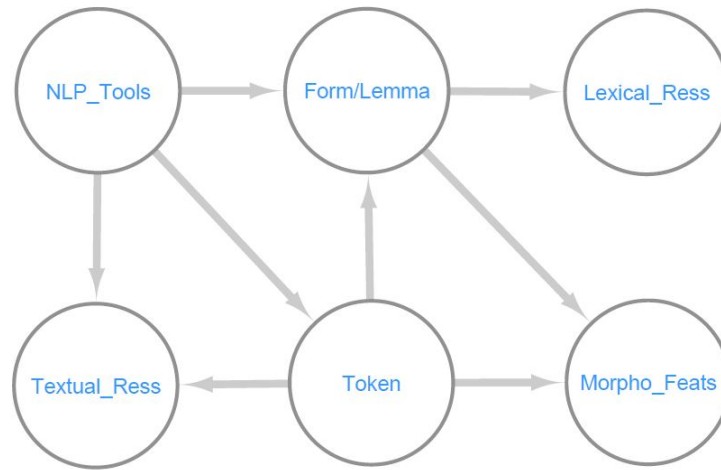 NLP_Tools
Form/Lemma
Lexical_Ress
Textual_Ress
Token
Morpho_Feats